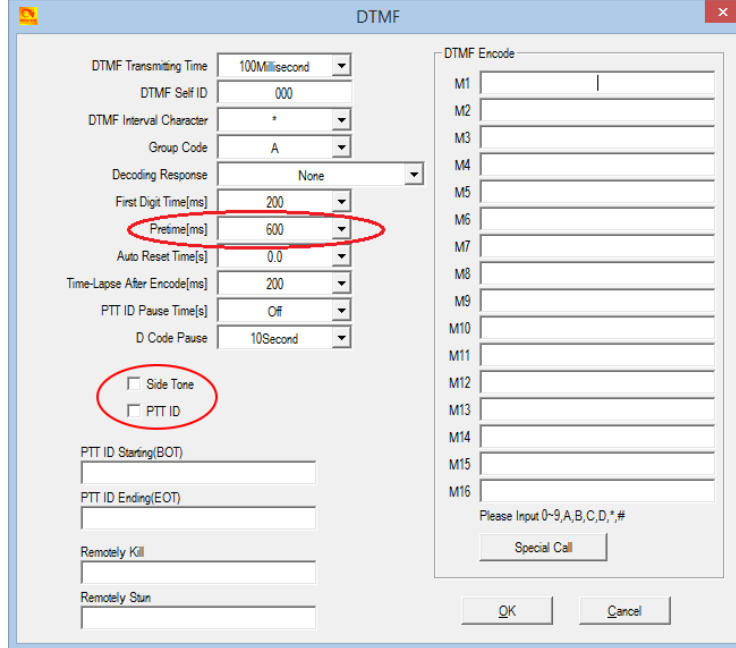 DTMF
DTMF Transmitting Time 100Millisecond
DTMF Self ID 000
DTMF Interval Character *
Group Code A
Decoding Response None
First Digit Time[ms] 200
Pretime[ms] 600
Auto Reset Time[s] 0.0
Time-Lapse After Encode[ms] 200
PTT ID Pause Time[s] Off
D Code Pause 10Second
Side Tone
PTT ID
PTT ID Starting(BOT)
PTT ID Ending(EOT)
Remotely Kill
Remotely Stun
DTMF Encode
M1
M2
M3
M4
M5
M6
M7
M8
M9
M10
M11
M12
M13
M14
M15
M16
Please Input 0~9,A,B,C,D,*,#
Special Call
OK
Cancel